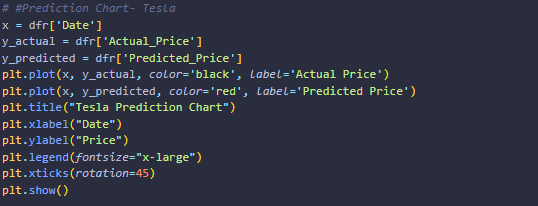 # #Prediction Chart- Tesla
x = dfr['Date']
y_actual = dfr['Actual_Price']
y_predicted = dfr['Predicted_Price']
plt.plot(x, y_actual, color='black', label='Actual Price')
plt.plot(x, y_predicted, color='red', label='Predicted Price')
plt.title("Tesla Prediction Chart")
plt.xlabel("Date")
plt.ylabel("Price")
plt.legend(fontsize="x-large")
plt.xticks(rotation=45)
plt.show()